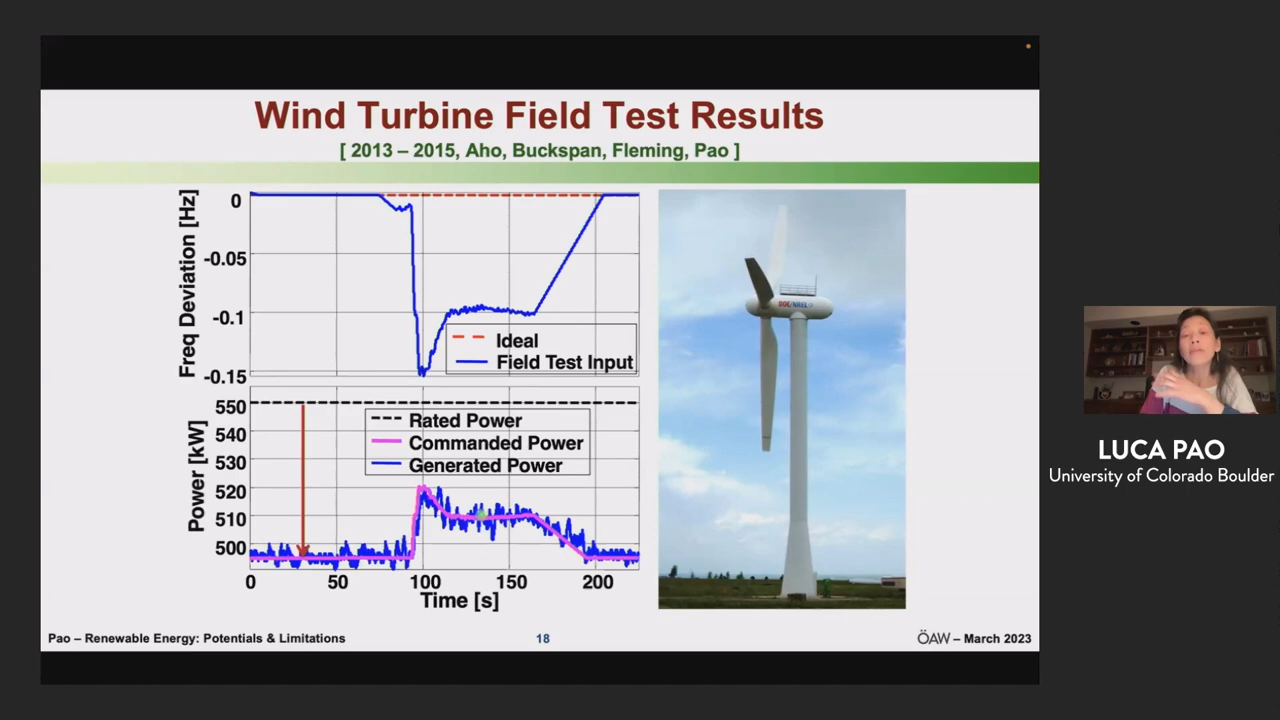 Wind Turbine Field Test Results
[ 2013 – 2015, Aho, Buckspan, Fleming, Pao ]
Freq Deviation [Hz]
0
-0.05
-0.1
-0.15
Ideal
Field Test Input
Power [kW]
550
540
530
520
510
500
Rated Power
Commanded Power
Generated Power
0 50 100 150 200
Time [s]
DOE/NREL
LUCA PAO
University of Colorado Boulder
Pao – Renewable Energy: Potentials & Limitations
18
ÖAW – March 2023